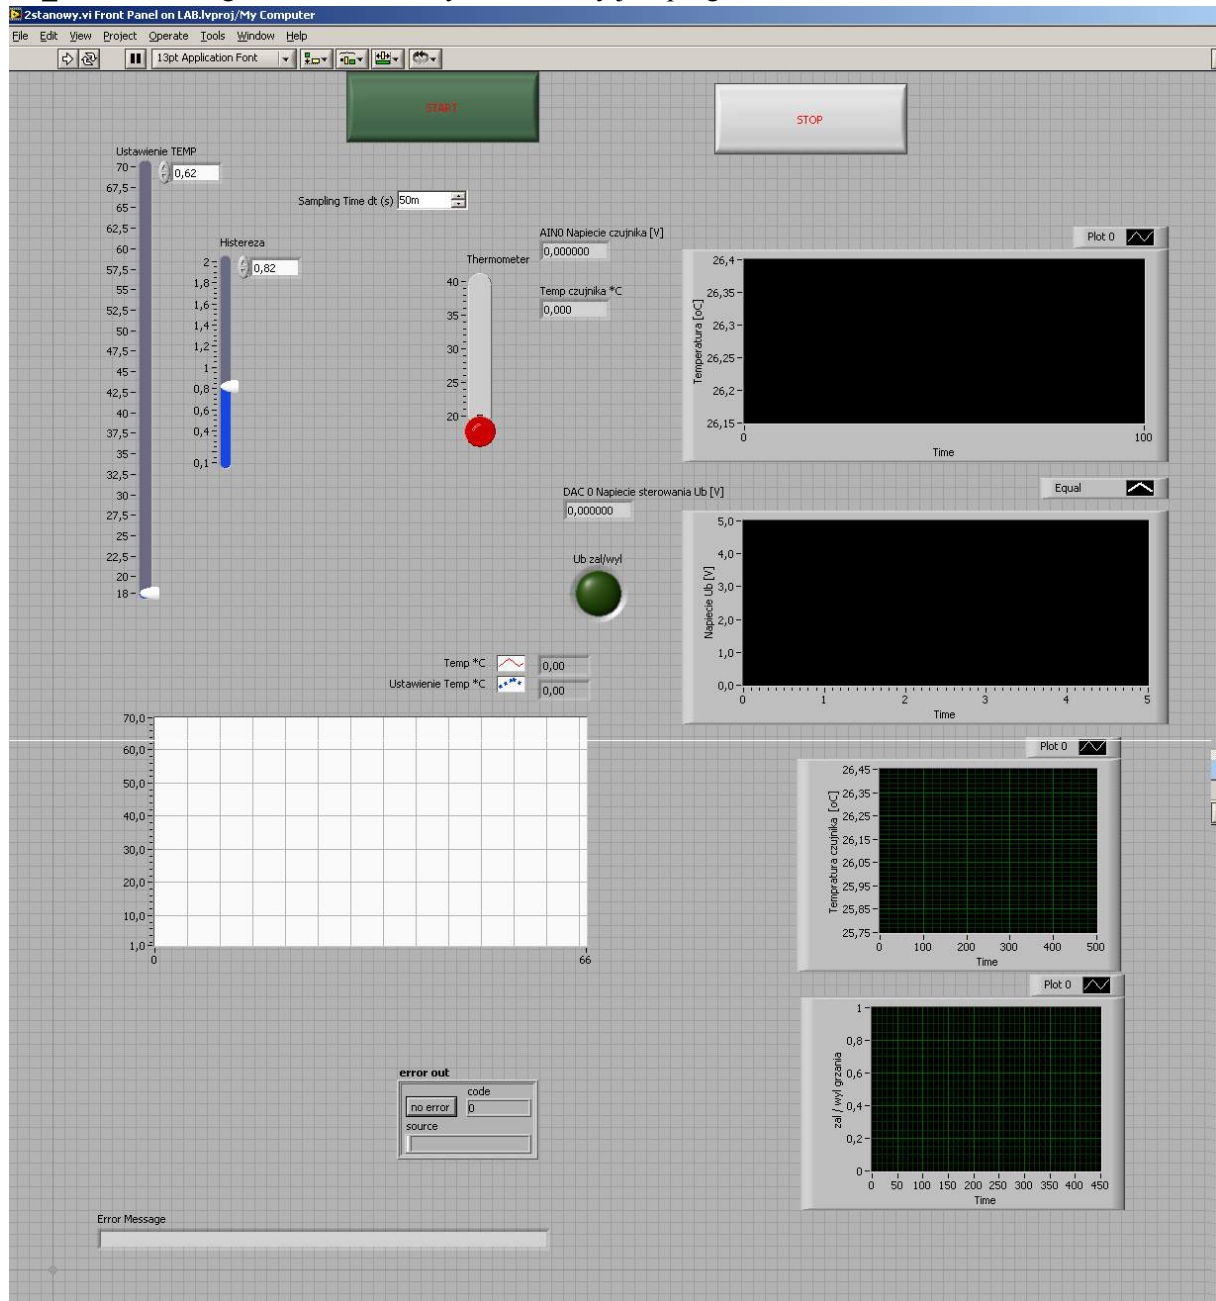 2stanowy.vi Front Panel on LAB.lvproj/My Computer
File Edit View Project Operate Tools Window Help
13pt Application Font
START
STOP
Ustawienie TEMP
0,62
70
67,5
65
62,5
60
57,5
55
52,5
50
47,5
45
42,5
40
37,5
35
32,5
30
27,5
25
22,5
20
18
Sampling Time dt (s) 50m
Histereza
0,82
2
1,8
1,6
1,4
1,2
1
0,8
0,6
0,4
0,1
Thermometer
40
35
30
25
20
AIN0 Napiecie czujnika [V]
0,000000
Temp czujnika *C
0,000
Plot 0
Temperatura [oC]
26,4
26,35
26,3
26,25
26,2
26,15
0 100
Time
DAC 0 Napiecie sterowania Ub [V]
0,000000
Ub zal/wyl
Equal
Napiecie Ub [V]
5,0
4,0
3,0
2,0
1,0
0,0
0 1 2 3 4 5
Time
Temp *C 0,00
Ustawienie Temp *C 0,00
70,0
60,0
50,0
40,0
30,0
20,0
10,0
1,0
0 66
Plot 0
Tempratura czujnika [oC]
26,45
26,35
26,25
26,15
26,05
25,95
25,85
25,75
0 100 200 300 400 500
Time
Plot 0
zal / wyl grzania
1
0,8
0,6
0,4
0,2
0
0 50 100 150 200 250 300 350 400 450
Time
error out
code
no error 0
source
Error Message